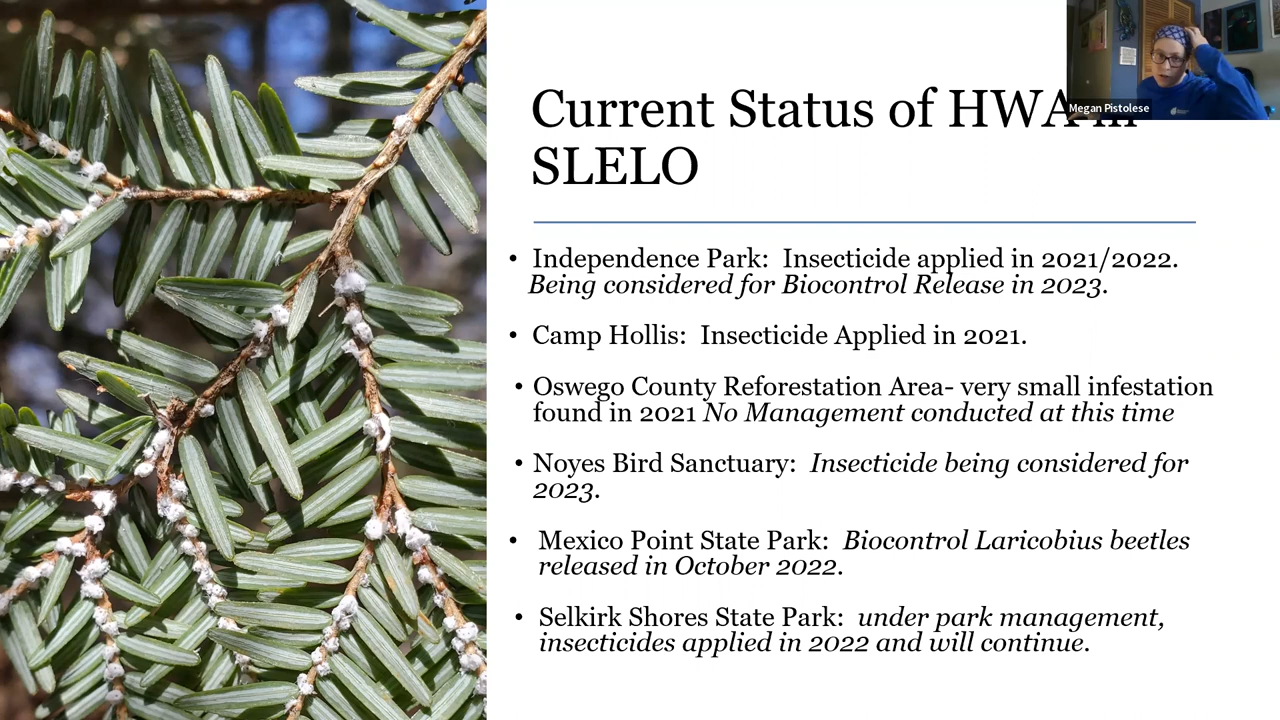 Megan Pistolese
Current Status of HWA in
SLELO
• Independence Park: Insecticide applied in 2021/2022.
Being considered for Biocontrol Release in 2023.
• Camp Hollis: Insecticide Applied in 2021.
• Oswego County Reforestation Area- very small infestation
found in 2021 No Management conducted at this time
• Noyes Bird Sanctuary: Insecticide being considered for
2023.
• Mexico Point State Park: Biocontrol Laricobius beetles
released in October 2022.
• Selkirk Shores State Park: under park management,
insecticides applied in 2022 and will continue.